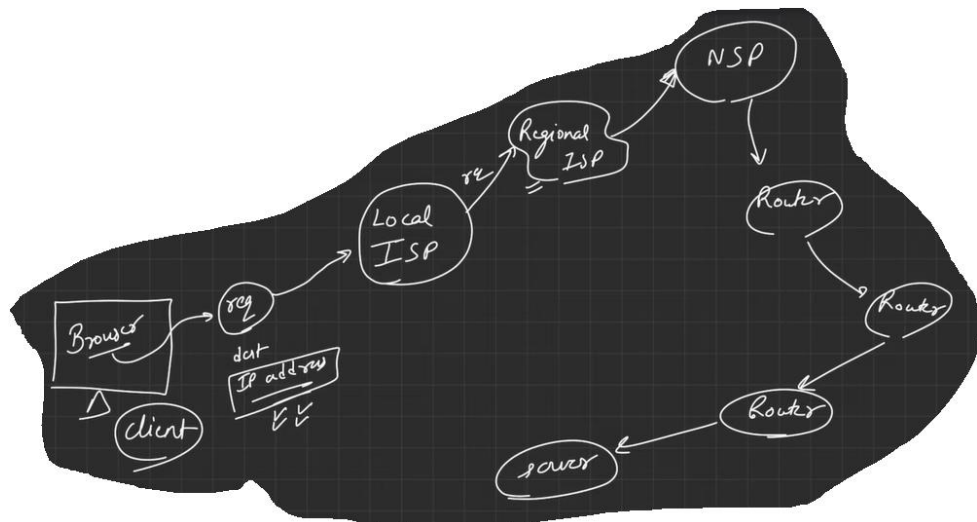 NSP
Regional
ISP
req
Router
Local
ISP
Router
req
Browser
dest
IP address
Router
client
server